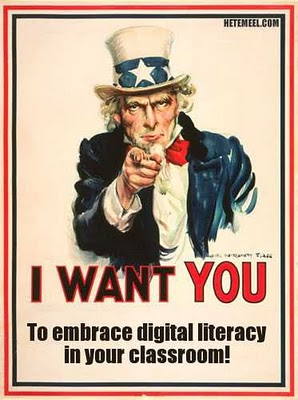 HETEMEEL.COM
I WANT YOU
To embrace digital literacy
in your classroom!